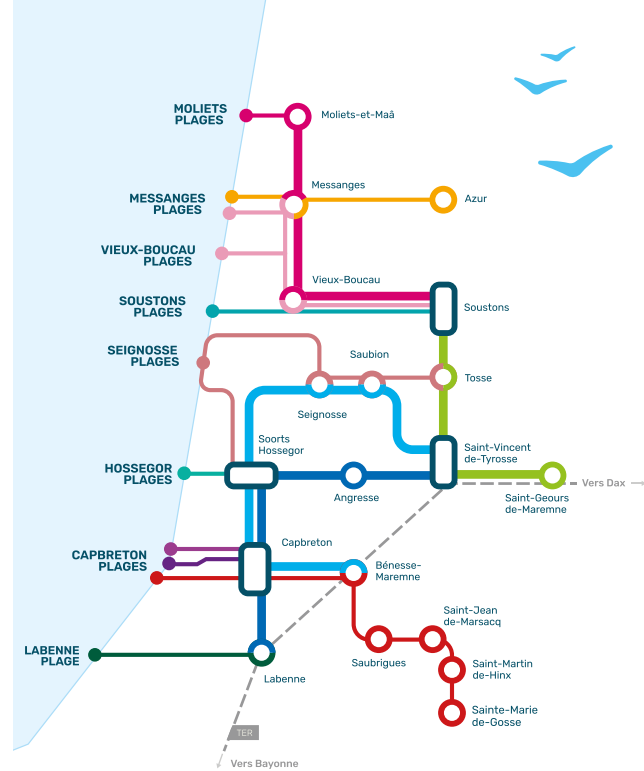 MOLIETS
PLAGES
Moliets-et-Maâ
MESSANGES
PLAGES
Messanges
Azur
VIEUX-BOUCAU
PLAGES
Vieux-Boucau
SOUSTONS
PLAGES
Soustons
SEIGNOSSE
PLAGES
Saubion
Tosse
Seignosse
Soorts
Hossegor
Saint-Vincent
de-Tyrosse
HOSSEGOR
PLAGES
Angresse
Vers Dax
Saint-Geours
de-Maremne
Capbreton
CAPBRETON
PLAGES
Bénesse-
Maremne
Saint-Jean
de-Marsacq
LABENNE
PLAGE
Saubrigues
Saint-Martin
de-Hinx
Labenne
Sainte-Marie
de-Gosse
TER
Vers Bayonne